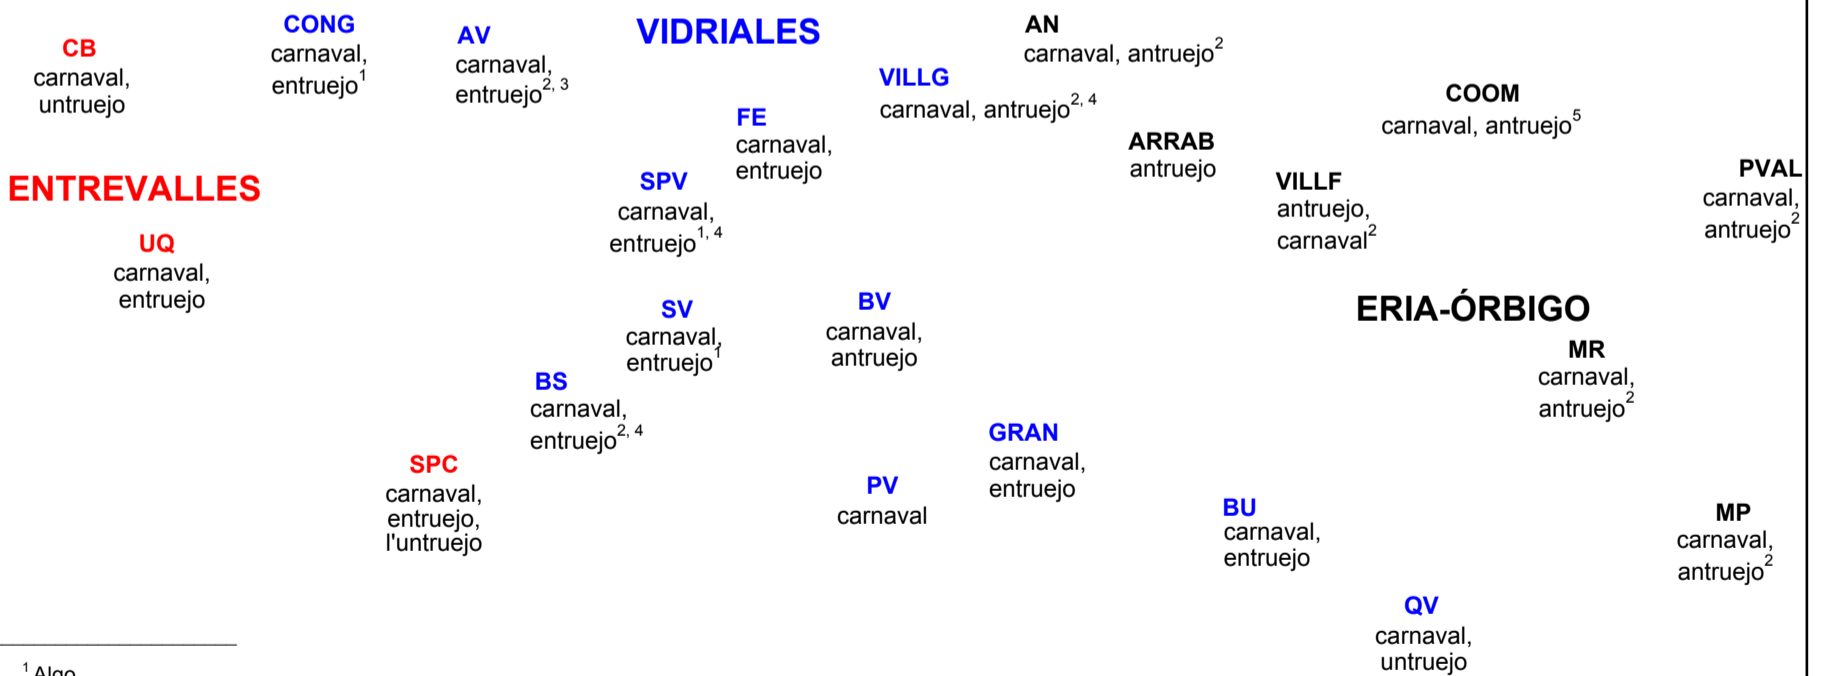 CB
carnaval,
untruejo
CONG
carnaval,
entruejo¹
AV
carnaval,
entruejo²,³
VIDRIALES
AN
carnaval, antruejo²
VILLG
carnaval, antruejo²,⁴
COOM
carnaval, antruejo⁵
FE
carnaval,
entruejo
ARRAB
antruejo
PVAL
carnaval,
antruejo²
ENTREVALLES
SPV
carnaval,
entruejo¹,⁴
VILLF
antruejo,
carnaval²
UQ
carnaval,
entruejo
SV
carnaval,
entruejo¹
BV
carnaval,
antruejo
ERIA-ÓRBIGO
MR
carnaval,
antruejo²
BS
carnaval,
entruejo²,⁴
GRAN
carnaval,
entruejo
SPC
carnaval,
entruejo,
l'untruejo
PV
carnaval
BU
carnaval,
entruejo
MP
carnaval,
antruejo²
QV
carnaval,
untruejo
¹ Algo